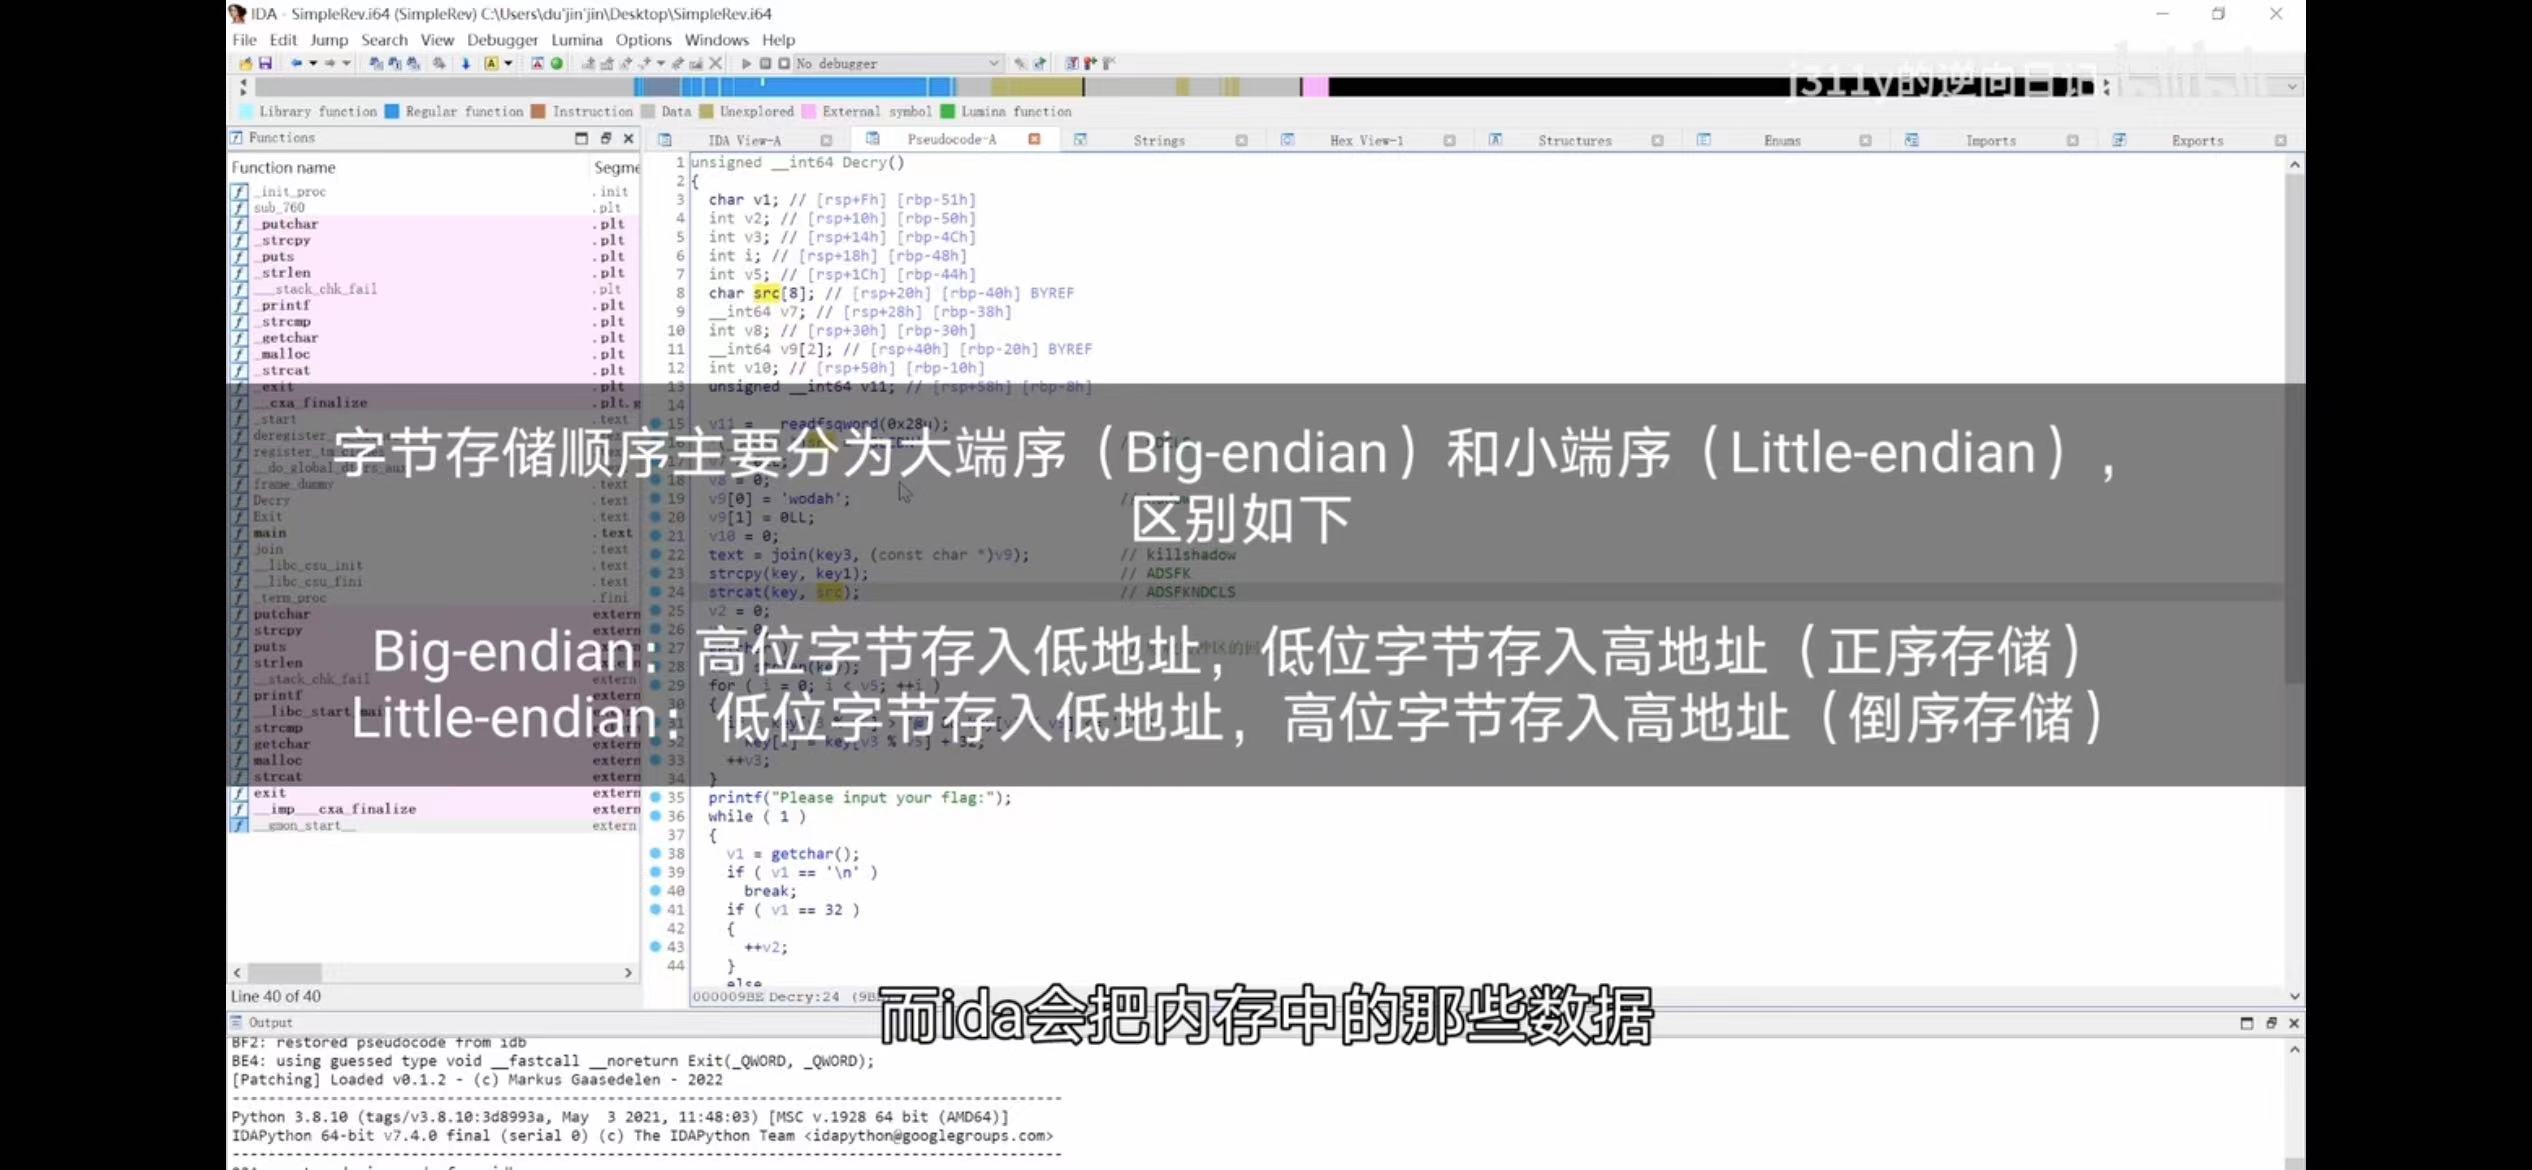 IDA - SimpleRev.i64 (SimpleRev) C:\Users\du'jin'jin\Desktop\SimpleRev.i64
File Edit Jump Search View Debugger Lumina Options Windows Help
No debugger
j311y的逆向日记
Library function Regular function Instruction Data Unexplored External symbol Lumina function
Functions
IDA View-A Pseudocode-A Strings Hex View-1 Structures Enums Imports Exports
Function name Segme
_init_proc .init
sub_760 .plt
_putchar .plt
_strcpy .plt
_puts .plt
_strlen .plt
___stack_chk_fail .plt
_printf .plt
_strcmp .plt
_getchar .plt
_malloc .plt
_strcat .plt
_exit .plt
__cxa_finalize .plt.g
_start .text
deregister_
register_tm_ .text
__do_global_dtors_aux
frame_dummy .text
Decry .text
Exit .text
main .text
join .text
__libc_csu_init .text
__libc_csu_fini .text
_term_proc .fini
putchar extern
strcpy extern
puts extern
strlen extern
__stack_chk_fail extern
printf extern
__libc_start_main extern
strcmp extern
getchar extern
malloc extern
strcat extern
exit extern
__imp___cxa_finalize extern
__gmon_start__ extern
Line 40 of 40
1 unsigned __int64 Decry()
2 {
3 char v1; // [rsp+Fh] [rbp-51h]
4 int v2; // [rsp+10h] [rbp-50h]
5 int v3; // [rsp+14h] [rbp-4Ch]
6 int i; // [rsp+18h] [rbp-48h]
7 int v5; // [rsp+1Ch] [rbp-44h]
8 char src[8]; // [rsp+20h] [rbp-40h] BYREF
9 __int64 v7; // [rsp+28h] [rbp-38h]
10 int v8; // [rsp+30h] [rbp-30h]
11 __int64 v9[2]; // [rsp+40h] [rbp-20h] BYREF
12 int v10; // [rsp+50h] [rbp-10h]
13 unsigned __int64 v11; // [rsp+58h] [rbp-8h]
14
15 v11 = __readfsqword(0x28u);
字节存储顺序主要分为大端序（Big-endian）和小端序（Little-endian），
区别如下
18 v8 = 0;
19 v9[0] = 'wodah';
20 v9[1] = 0LL;
21 v10 = 0;
22 text = join(key3, (const char *)v9); // killshadow
23 strcpy(key, key1); // ADSFK
24 strcat(key, src); // ADSFKNDCLS
25 v2 = 0;
26
Big-endian：高位字节存入低地址，低位字节存入高地址（正序存储）
27
28 strlen(key);
29 for ( i = 0; i < v5; ++i )
30 {
Little-endian：低位字节存入低地址，高位字节存入高地址（倒序存储）
31
32 key[v3 % v5] + 32;
33 ++v3;
34 }
35 printf("Please input your flag:");
36 while ( 1 )
37 {
38 v1 = getchar();
39 if ( v1 == '\n' )
40 break;
41 if ( v1 == 32 )
42 {
43 ++v2;
44 }
else
000009BE Decry:24 (9BE
而ida会把内存中的那些数据
Output
BF2: restored pseudocode from idb
BE4: using guessed type void __fastcall __noreturn Exit(_QWORD, _QWORD);
[Patching] Loaded v0.1.2 - (c) Markus Gaasedelen - 2022
Python 3.8.10 (tags/v3.8.10:3d8993a, May 3 2021, 11:48:03) [MSC v.1928 64 bit (AMD64)]
IDAPython 64-bit v7.4.0 final (serial 0) (c) The IDAPython Team <idapython@googlegroups.com>